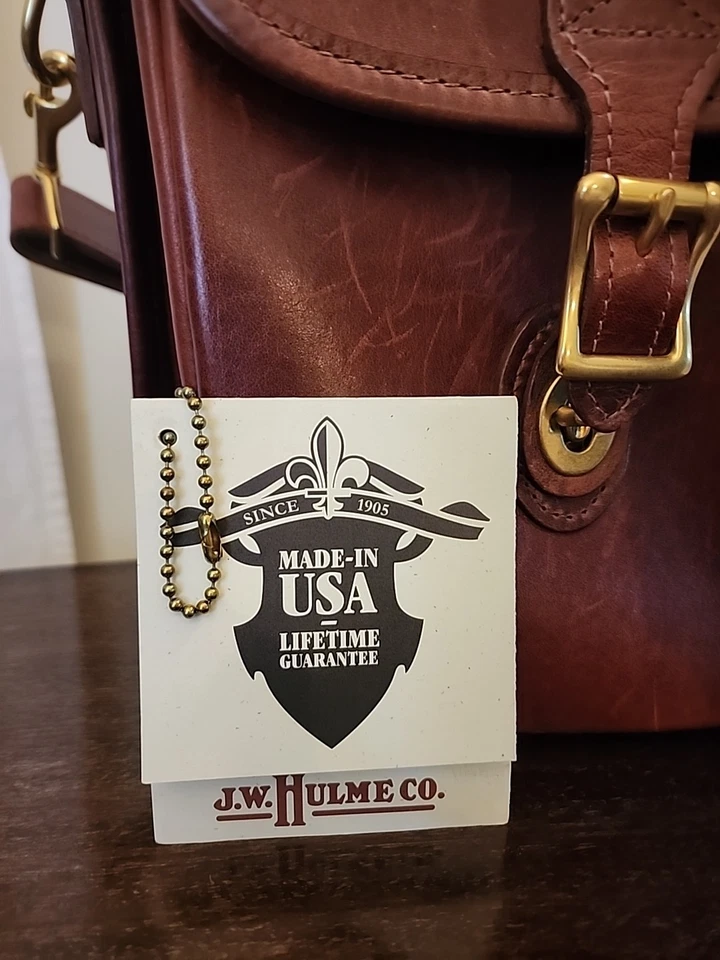 SINCE 1905
MADE-IN
USA
LIFETIME
GUARANTEE
J.W. HULME CO.